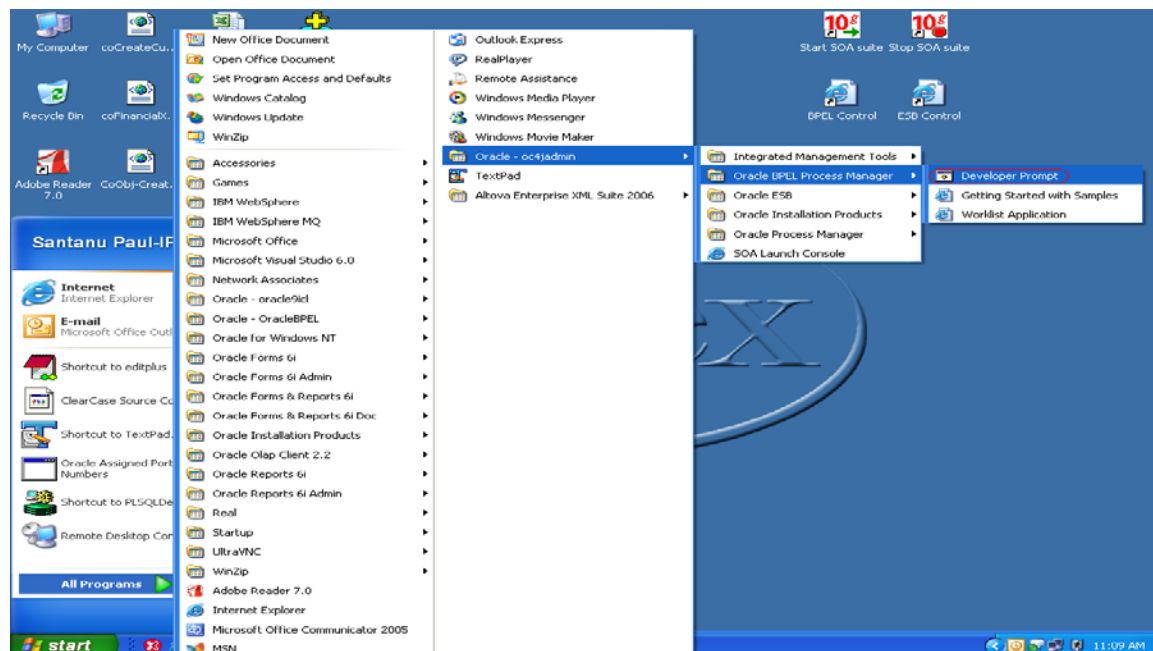 My Computer
coCreateCu..
Start SOA suite
Stop SOA suite
Recycle Bin
coFinancialX.
BPEL Control
ESB Control
Adobe Reader
7.0
CoObj-Creat.
Santanu Paul-IF
Internet
Internet Explorer
E-mail
Microsoft Office Outl
Shortcut to editplus
ClearCase Source Co
Shortcut to TextPad.
Oracle Assigned Port
Numbers
Shortcut to PLSQLDe
Remote Desktop Con
All Programs
start
New Office Document
Open Office Document
Set Program Access and Defaults
Windows Catalog
Windows Update
WinZip
Accessories
Games
IBM WebSphere
IBM WebSphere MQ
Microsoft Office
Microsoft Visual Studio 6.0
Network Associates
Oracle - oracle9icl
Oracle - OracleBPEL
Oracle for Windows NT
Oracle Forms 6i
Oracle Forms 6i Admin
Oracle Forms & Reports 6i
Oracle Forms & Reports 6i Doc
Oracle Installation Products
Oracle Olap Client 2.2
Oracle Reports 6i
Oracle Reports 6i Admin
Real
Startup
UltraVNC
WinZip
Adobe Reader 7.0
Internet Explorer
Microsoft Office Communicator 2005
MSN
Outlook Express
RealPlayer
Remote Assistance
Windows Media Player
Windows Messenger
Windows Movie Maker
Oracle - oc4jadmin
TextPad
Altova Enterprise XML Suite 2006
Integrated Management Tools
Oracle BPEL Process Manager
Oracle ESB
Oracle Installation Products
Oracle Process Manager
SOA Launch Console
Developer Prompt
Getting Started with Samples
Worklist Application
eX
11:09 AM